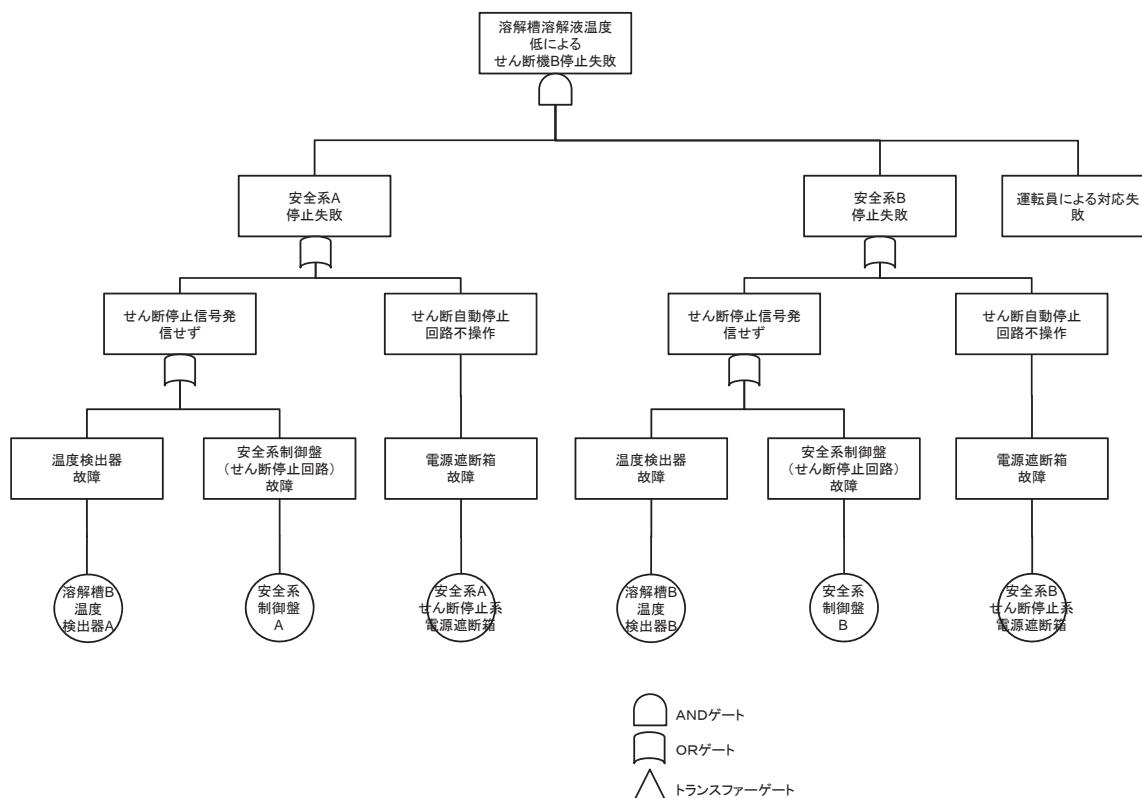 溶解槽溶解液温度
低による
せん断機B停止失敗
安全系A
停止失敗
安全系B
停止失敗
運転員による対応失
敗
せん断停止信号発
信せず
せん断自動停止
回路不操作
せん断停止信号発
信せず
せん断自動停止
回路不操作
温度検出器
故障
安全系制御盤
（せん断停止回路）
故障
電源遮断箱
故障
温度検出器
故障
安全系制御盤
（せん断停止回路）
故障
電源遮断箱
故障
溶解槽B
温度
検出器A
安全系
制御盤
A
安全系A
せん断停止系
電源遮断箱
溶解槽B
温度
検出器B
安全系
制御盤
B
安全系B
せん断停止系
電源遮断箱
ANDゲート
ORゲート
トランスファーゲート